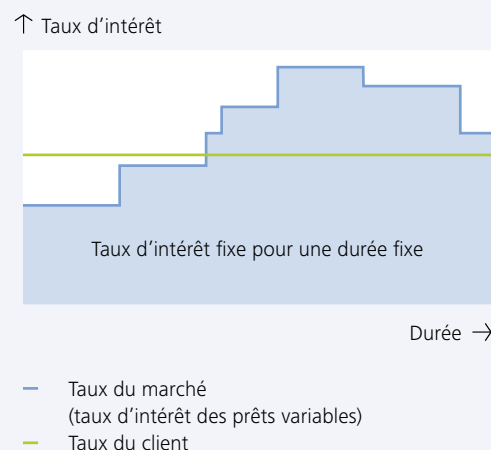 Taux d’intérêt
Taux d’intérêt fixe pour une durée fixe
Durée
Taux du marché
(taux d’intérêt des prêts variables)
Taux du client